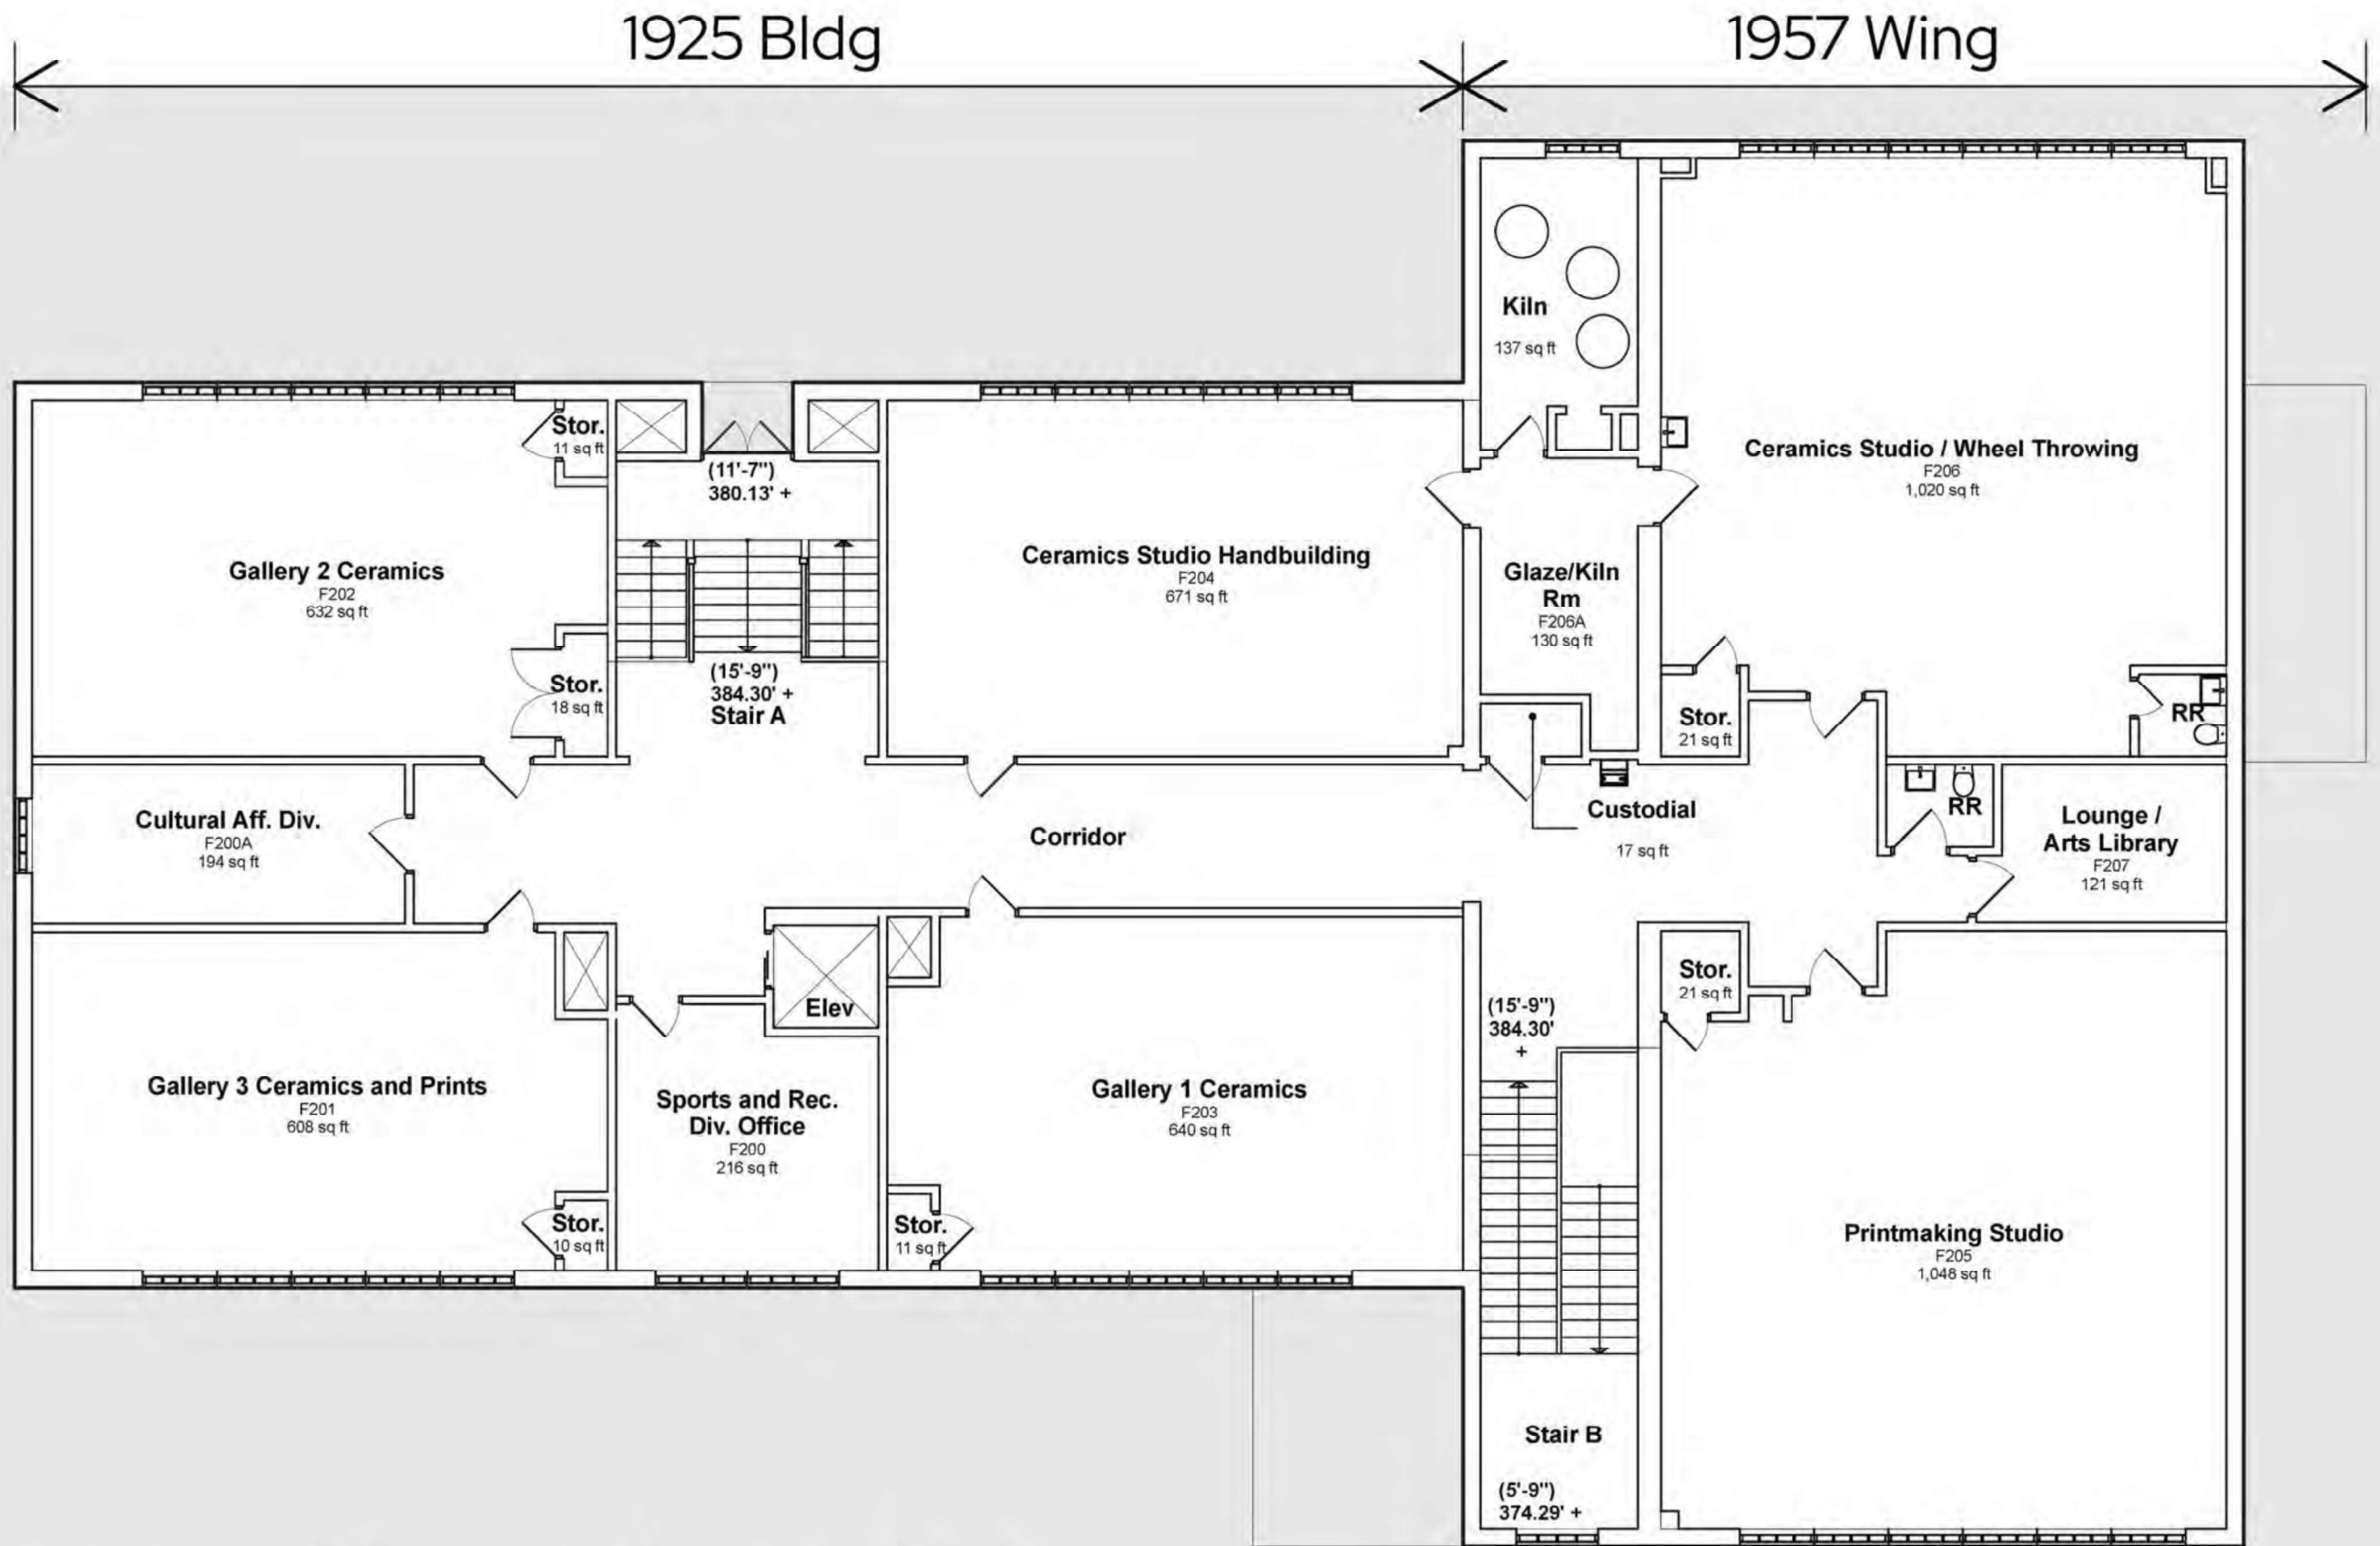 1925 Bldg
1957 Wing
Kiln
137 sq ft
Ceramics Studio / Wheel Throwing
F206
1,020 sq ft
Stor.
11 sq ft
(11'-7")
380.13' +
Gallery 2 Ceramics
F202
632 sq ft
Ceramics Studio Handbuilding
F204
671 sq ft
Glaze/Kiln
Rm
F206A
130 sq ft
Stor.
18 sq ft
(15'-9")
384.30' +
Stair A
Stor.
21 sq ft
RR
Cultural Aff. Div.
F200A
194 sq ft
Corridor
Custodial
17 sq ft
RR
Lounge /
Arts Library
F207
121 sq ft
Elev
(15'-9")
384.30'
+
Stor.
21 sq ft
Gallery 3 Ceramics and Prints
F201
608 sq ft
Sports and Rec.
Div. Office
F200
216 sq ft
Gallery 1 Ceramics
F203
640 sq ft
Stor.
10 sq ft
Stor.
11 sq ft
Printmaking Studio
F205
1,048 sq ft
Stair B
(5'-9")
374.29' +